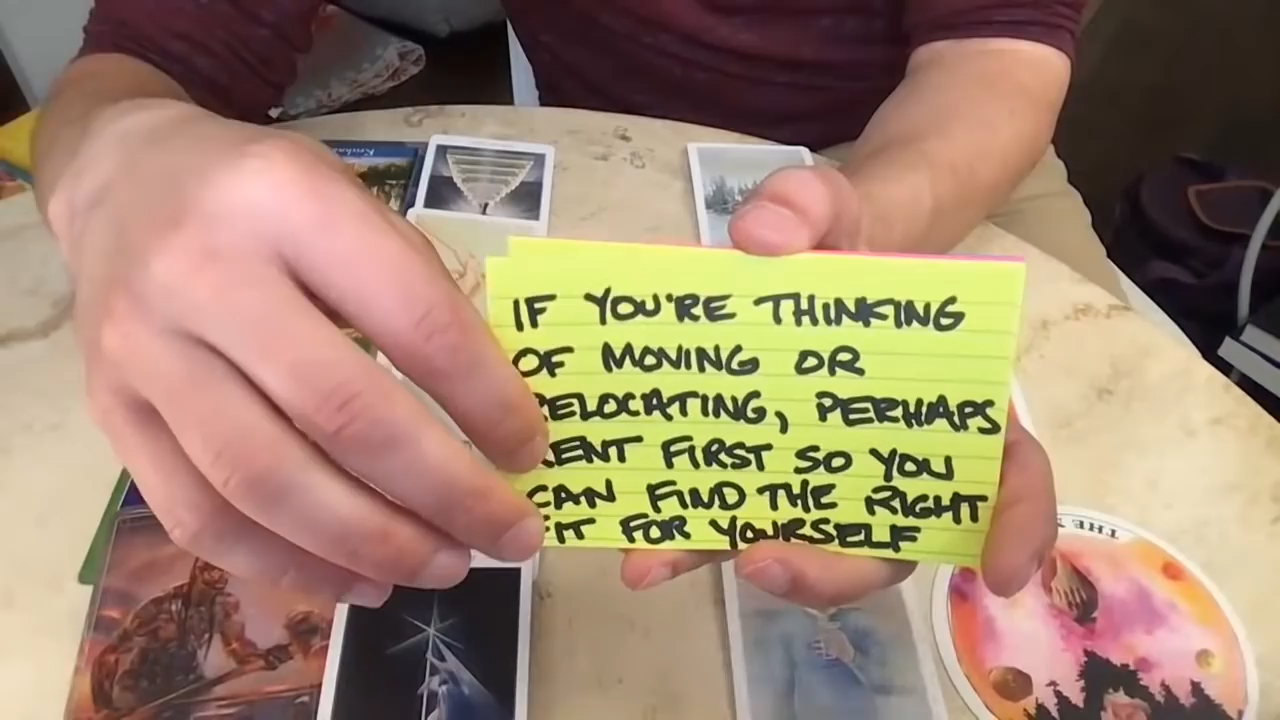 IF YOU'RE THINKING
OF MOVING OR
RELOCATING, PERHAPS
RENT FIRST SO YOU
CAN FIND THE RIGHT
FIT FOR YOURSELF
THE